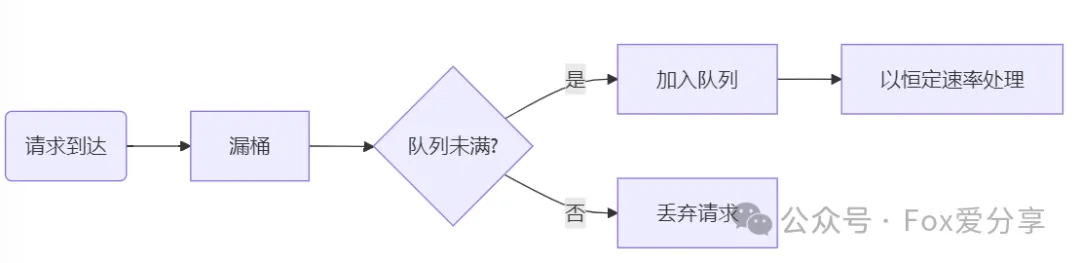 请求到达
漏桶
队列未满?
是
加入队列
以恒定速率处理
否
丢弃请求
公众号 · Fox爱分享